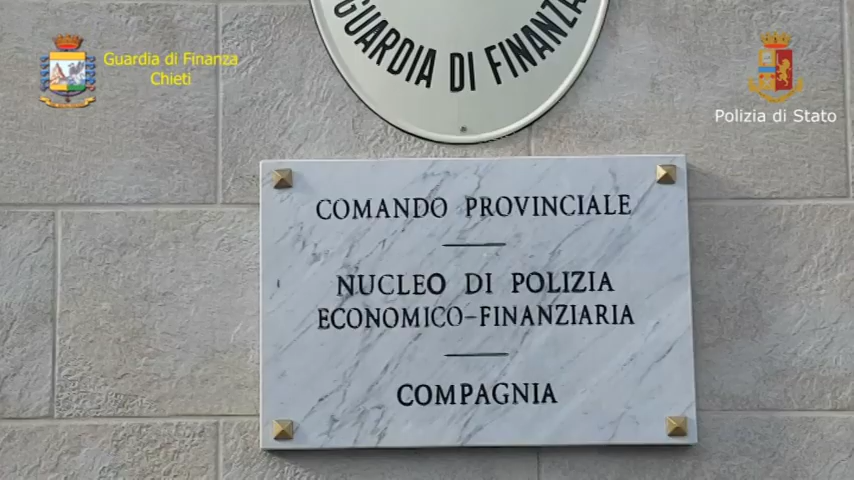 GUARDIA DI FINANZA
Guardia di Finanza
Chieti
Polizia di Stato
COMANDO PROVINCIALE
NUCLEO DI POLIZIA
ECONOMICO-FINANZIARIA
COMPAGNIA